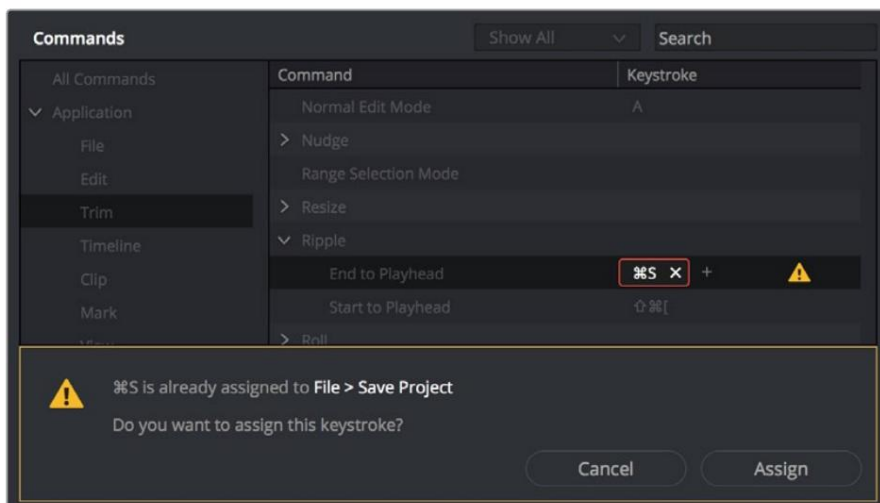 Commands
Show All
Search
Command
Keystroke
All Commands
Application
File
Edit
Trim
Timeline
Clip
Mark
View
Normal Edit Mode
A
Nudge
Range Selection Mode
Resize
Ripple
End to Playhead
⌘S ✕ +
Start to Playhead
⇧⌘[
Roll
⌘S is already assigned to File > Save Project
Do you want to assign this keystroke?
Cancel
Assign